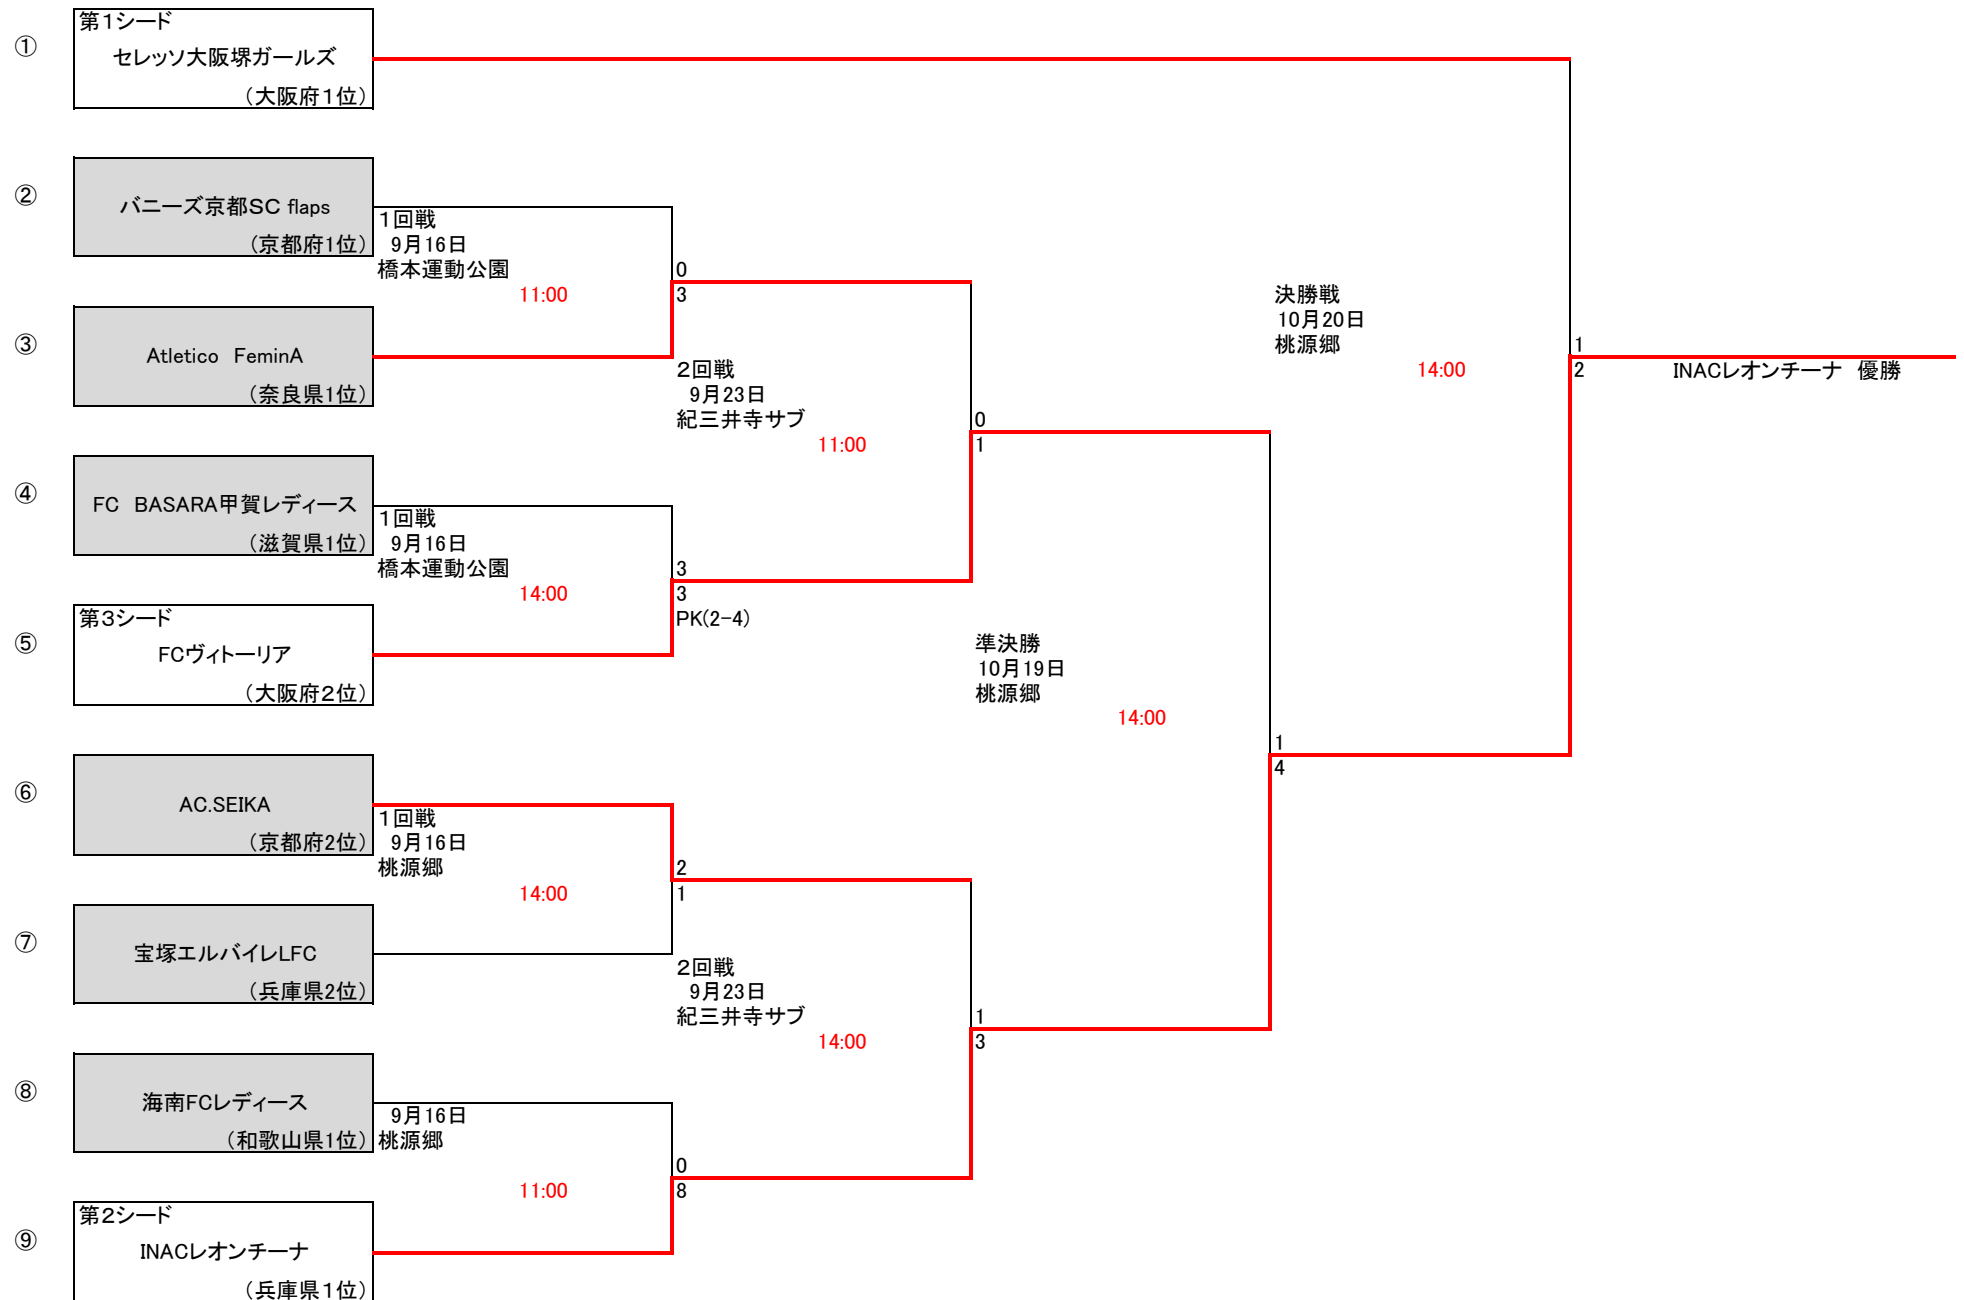 ①
第1シード
セレッソ大阪堺ガールズ
（大阪府1位）
②
バニーズ京都SC flaps
（京都府1位）
1回戦
9月16日
橋本運動公園
11:00
0
3
③
Atletico　FeminA
（奈良県1位）
2回戦
9月23日
紀三井寺サブ
11:00
0
1
④
FC　BASARA甲賀レディース
（滋賀県1位）
1回戦
9月16日
橋本運動公園
14:00
3
3
PK(2-4)
⑤
第3シード
FCヴィトーリア
（大阪府2位）
準決勝
10月19日
桃源郷
14:00
1
4
決勝戦
10月20日
桃源郷
14:00
1
2
INACレオンチーナ　優勝
⑥
AC.SEIKA
（京都府2位）
1回戦
9月16日
桃源郷
14:00
2
1
⑦
宝塚エルバイレLFC
（兵庫県2位）
2回戦
9月23日
紀三井寺サブ
14:00
1
3
⑧
海南FCレディース
（和歌山県1位）
9月16日
桃源郷
11:00
0
8
⑨
第2シード
INACレオンチーナ
（兵庫県1位）